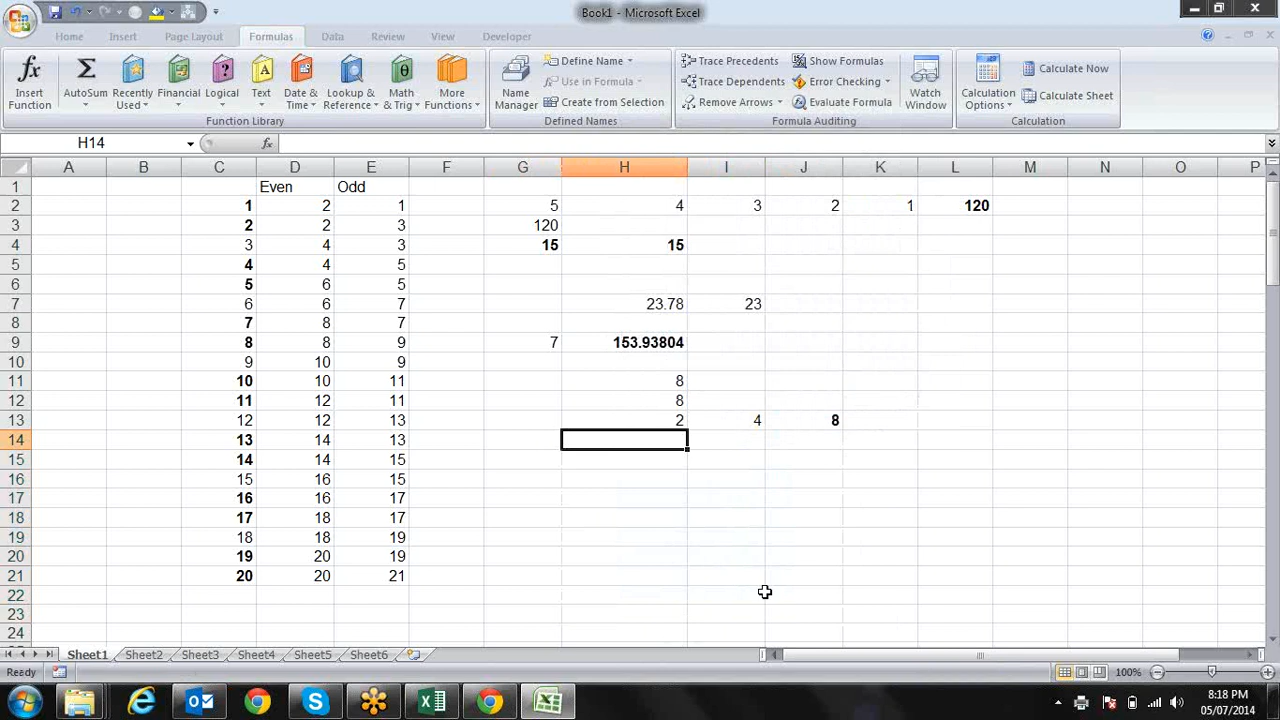 Book1 - Microsoft Excel
Home Insert Page Layout Formulas Data Review View Developer
Insert Function
AutoSum
Recently Used
Financial
Logical
Text
Date & Time
Lookup & Reference
Math & Trig
More Functions
Function Library
Name Manager
Define Name
Use in Formula
Create from Selection
Defined Names
Trace Precedents
Trace Dependents
Remove Arrows
Show Formulas
Error Checking
Evaluate Formula
Formula Auditing
Watch Window
Calculation Options
Calculate Now
Calculate Sheet
Calculation
H14 fx
A B C D E F G H I J K L M N O P
1 Even Odd
2 1 2 1 5 4 3 2 1 120
3 2 2 3 120
4 3 4 3 15 15
5 4 4 5
6 5 6 5
7 6 6 7 23.78 23
8 7 8 7
9 8 8 9 7 153.93804
10 9 10 9
11 10 10 11 8
12 11 12 11 8
13 12 12 13 2 4 8
14 13 14 13
15 14 14 15
16 15 16 15
17 16 16 17
18 17 18 17
19 18 18 19
20 19 20 19
21 20 20 21
22
23
24
Sheet1 Sheet2 Sheet3 Sheet4 Sheet5 Sheet6
Ready 100%
8:18 PM
05/07/2014